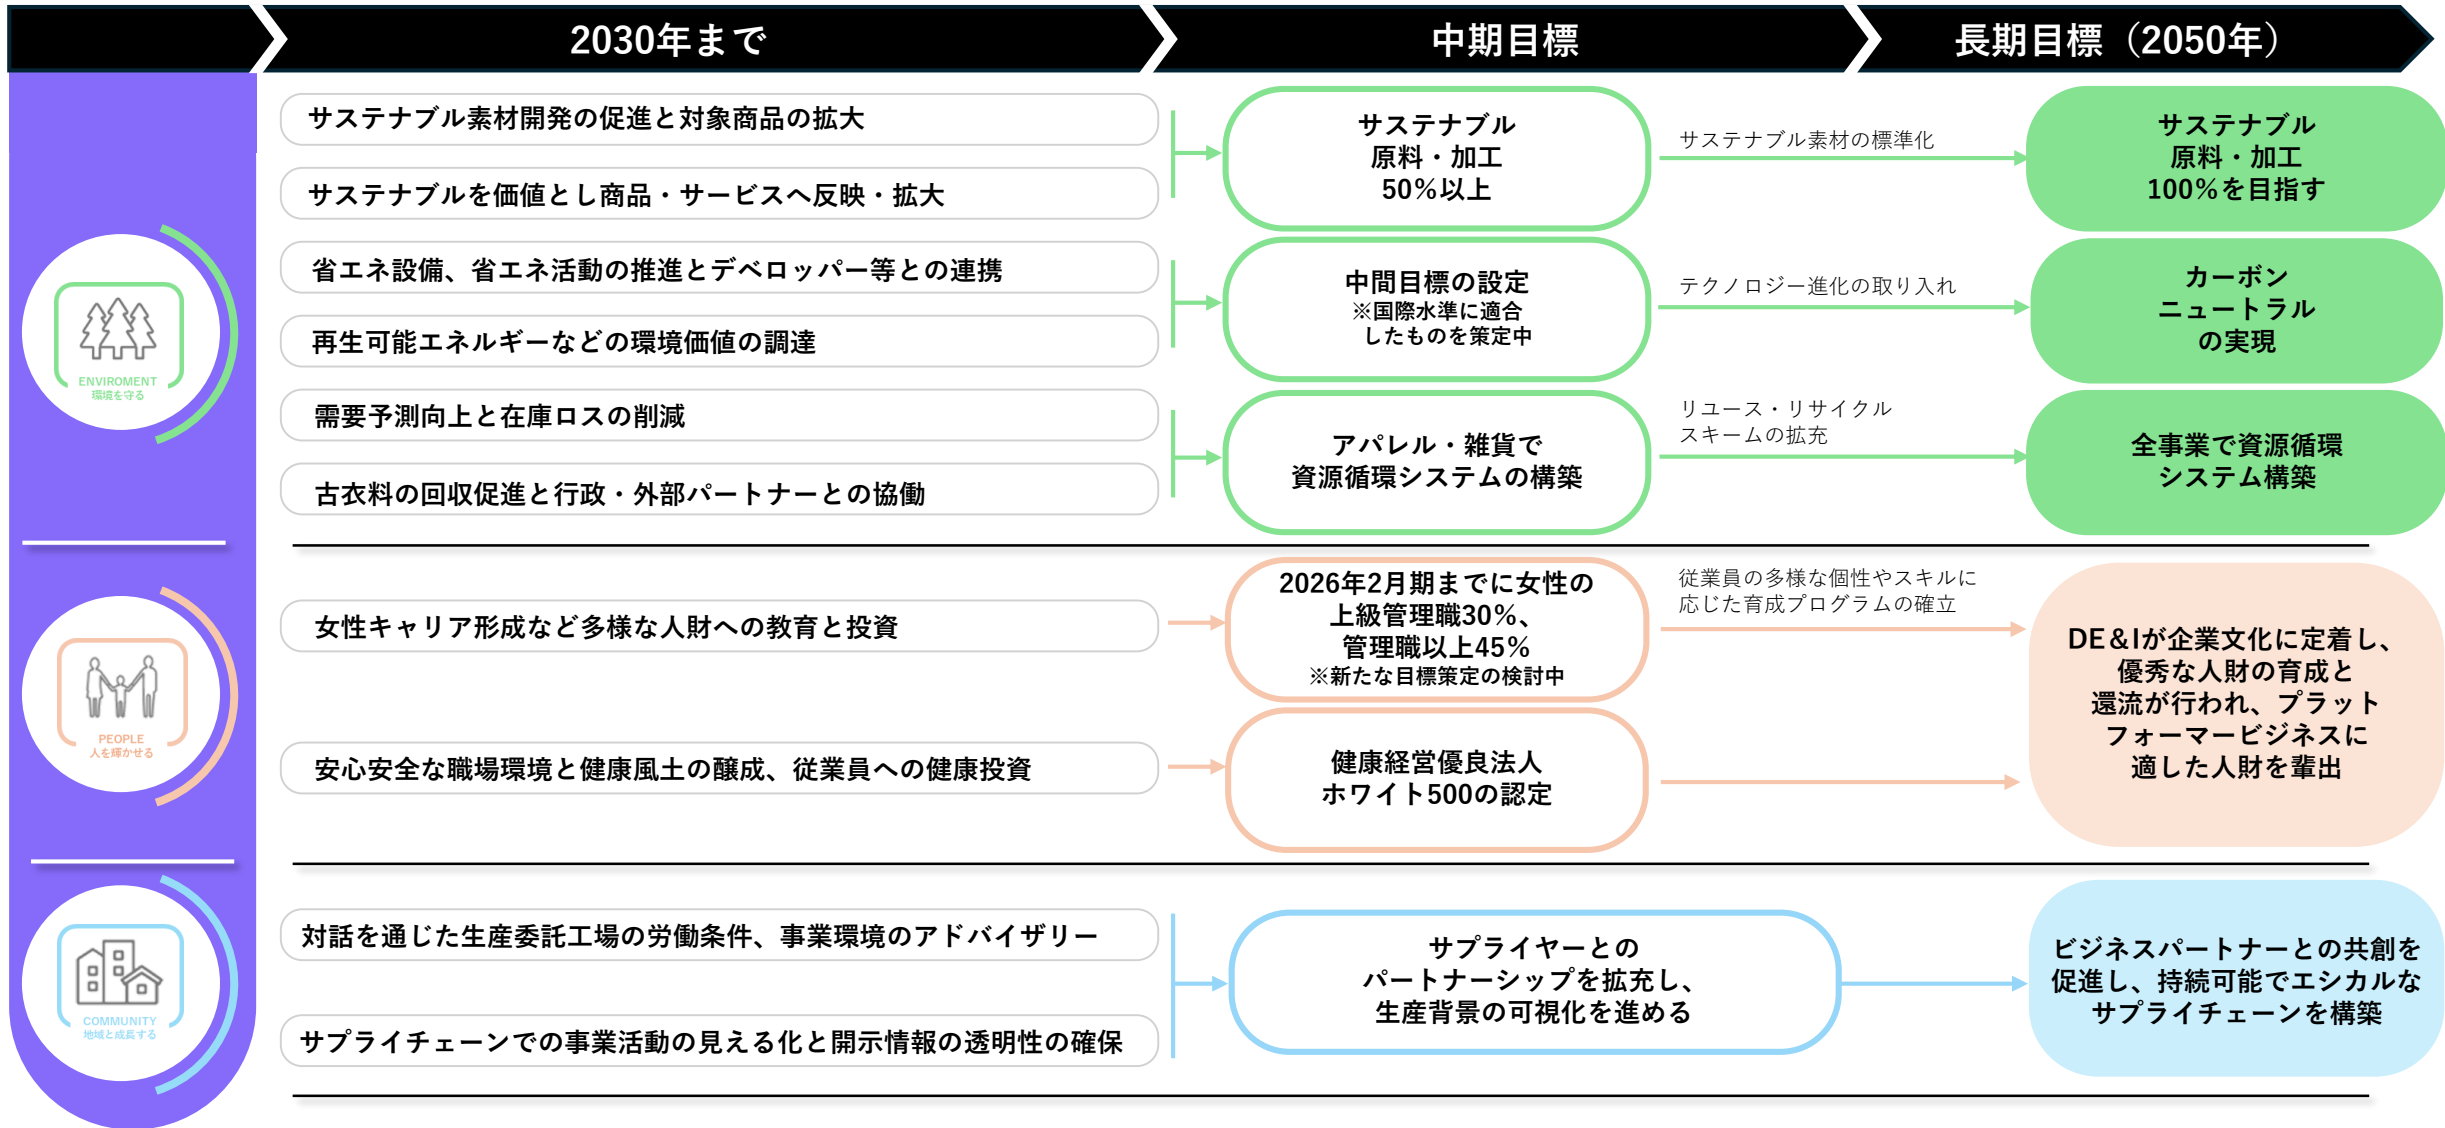 2030年まで
中期目標
長期目標（2050年）
ENVIROMENT
環境を守る
サステナブル素材開発の促進と対象商品の拡大
サステナブルを価値とし商品・サービスへ反映・拡大
サステナブル
原料・加工
50%以上
サステナブル素材の標準化
サステナブル
原料・加工
100%を目指す
省エネ設備、省エネ活動の推進とデベロッパー等との連携
再生可能エネルギーなどの環境価値の調達
中間目標の設定
※国際水準に適合
したものを策定中
テクノロジー進化の取り入れ
カーボン
ニュートラル
の実現
需要予測向上と在庫ロスの削減
古衣料の回収促進と行政・外部パートナーとの協働
アパレル・雑貨で
資源循環システムの構築
リユース・リサイクル
スキームの拡充
全事業で資源循環
システム構築
PEOPLE
人を輝かせる
女性キャリア形成など多様な人財への教育と投資
2026年2月期までに女性の
上級管理職30%、
管理職以上45%
※新たな目標策定の検討中
従業員の多様な個性やスキルに
応じた育成プログラムの確立
安心安全な職場環境と健康風土の醸成、従業員への健康投資
健康経営優良法人
ホワイト500の認定
DE&Iが企業文化に定着し、
優秀な人財の育成と
還流が行われ、プラット
フォーマービジネスに
適した人財を輩出
COMMUNITY
地域と成長する
対話を通じた生産委託工場の労働条件、事業環境のアドバイザリー
サプライチェーンでの事業活動の見える化と開示情報の透明性の確保
サプライヤーとの
パートナーシップを拡充し、
生産背景の可視化を進める
ビジネスパートナーとの共創を
促進し、持続可能でエシカルな
サプライチェーンを構築